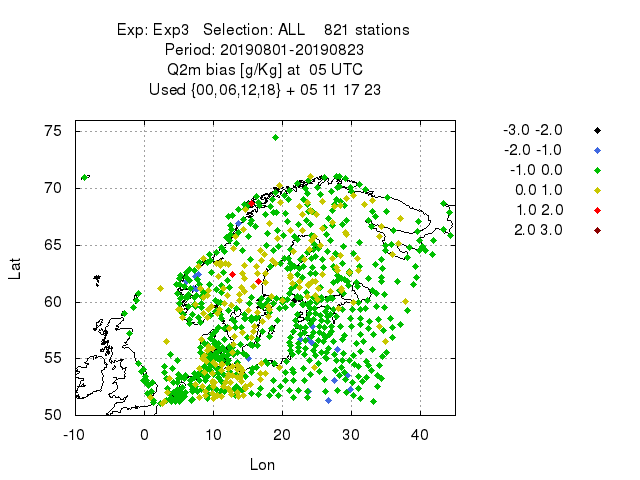 Exp: Exp3   Selection: ALL    821 stations
Period: 20190801-20190823
Q2m bias [g/Kg] at  05 UTC
Used {00,06,12,18} + 05 11 17 23
-3.0 -2.0
-2.0 -1.0
-1.0 0.0
0.0 1.0
1.0 2.0
2.0 3.0
75
70
65
60
55
50
Lat
-10 0 10 20 30 40
Lon